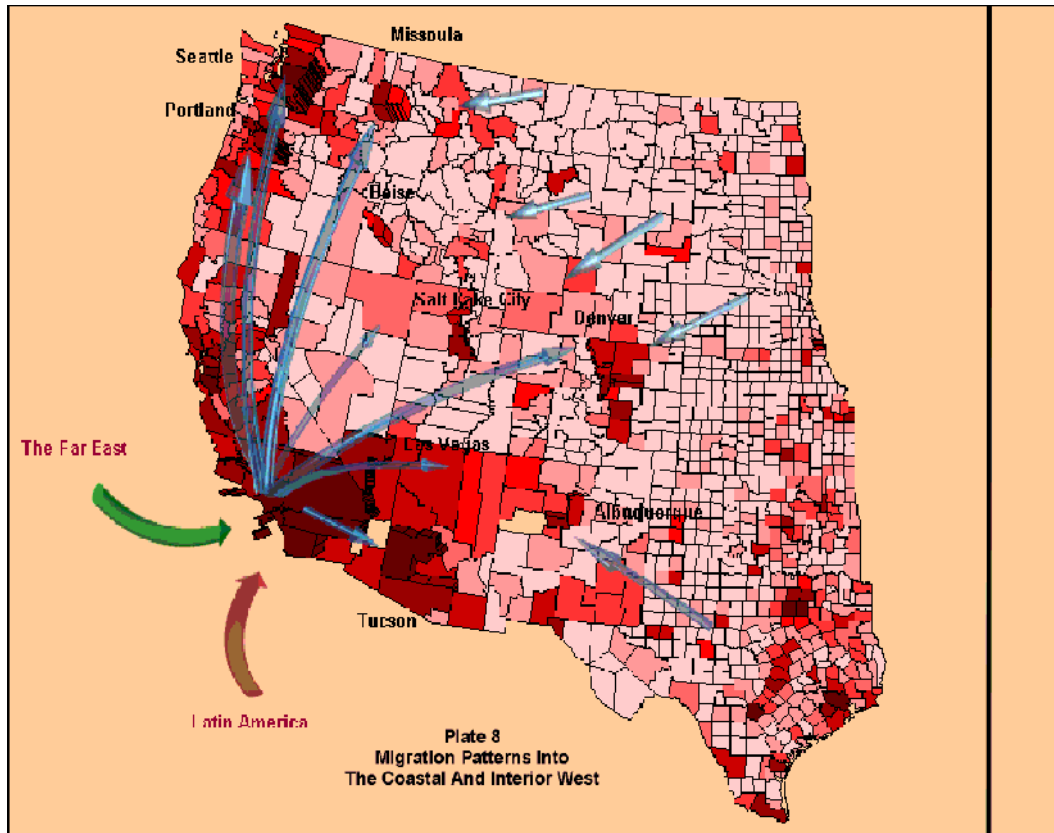 Missoula
Seattle
Portland
Boise
Salt Lake City
Denver
The Far East
Las Vegas
Albuquerque
Tucson
Latin America
Plate 8
Migration Patterns Into
The Coastal And Interior West